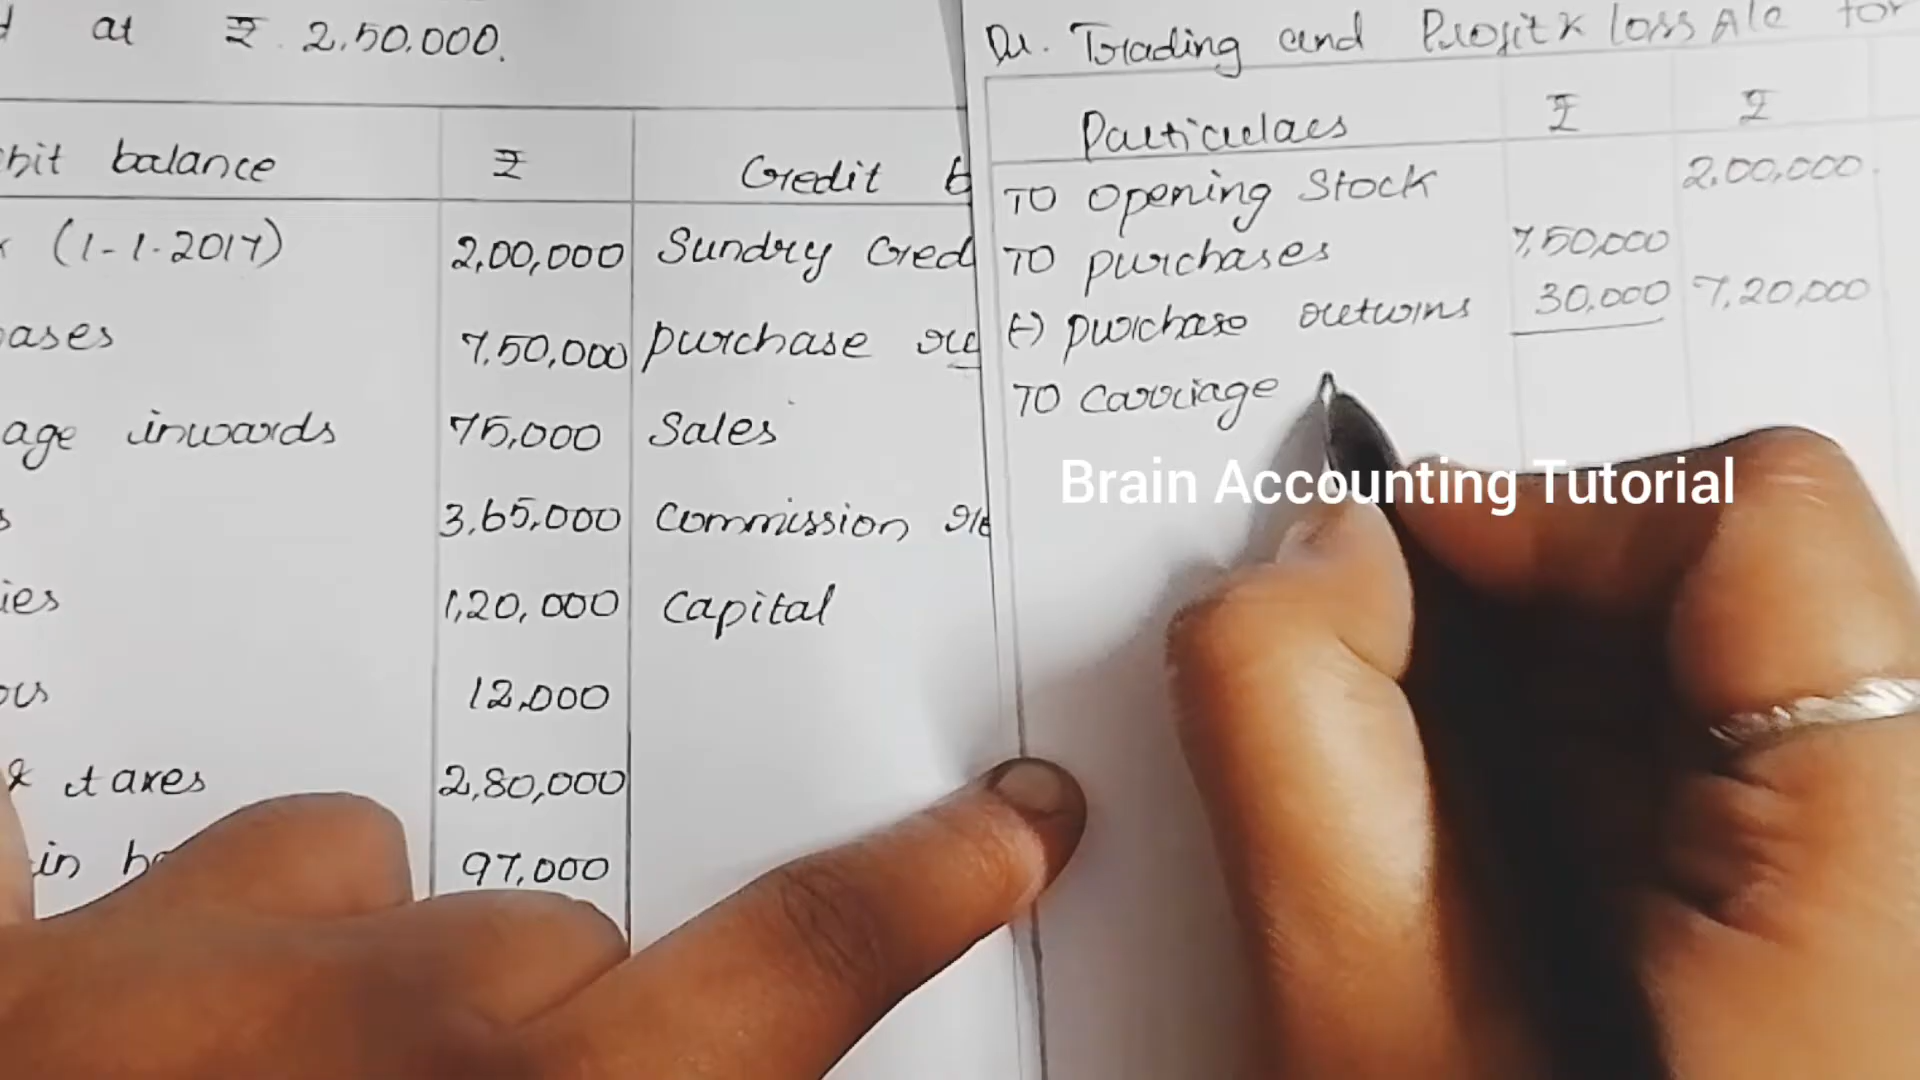 at ₹ 2,50,000.
bit balance ₹ Credit
(1-1-2017) 2,00,000 Sundry Cred
ases 7,50,000 purchase
age inwards 75,000 Sales
s 3,65,000 Commission
ies 1,20,000 Capital
12,000
& taxes 2,80,000
in 97,000
Dr. Trading and Profit & loss A/c for
Particulars ₹ ₹
TO Opening Stock 2,00,000.
TO purchases 7,50,000
(-) purchase returns 30,000 7,20,000
TO Carriage
Brain Accounting Tutorial